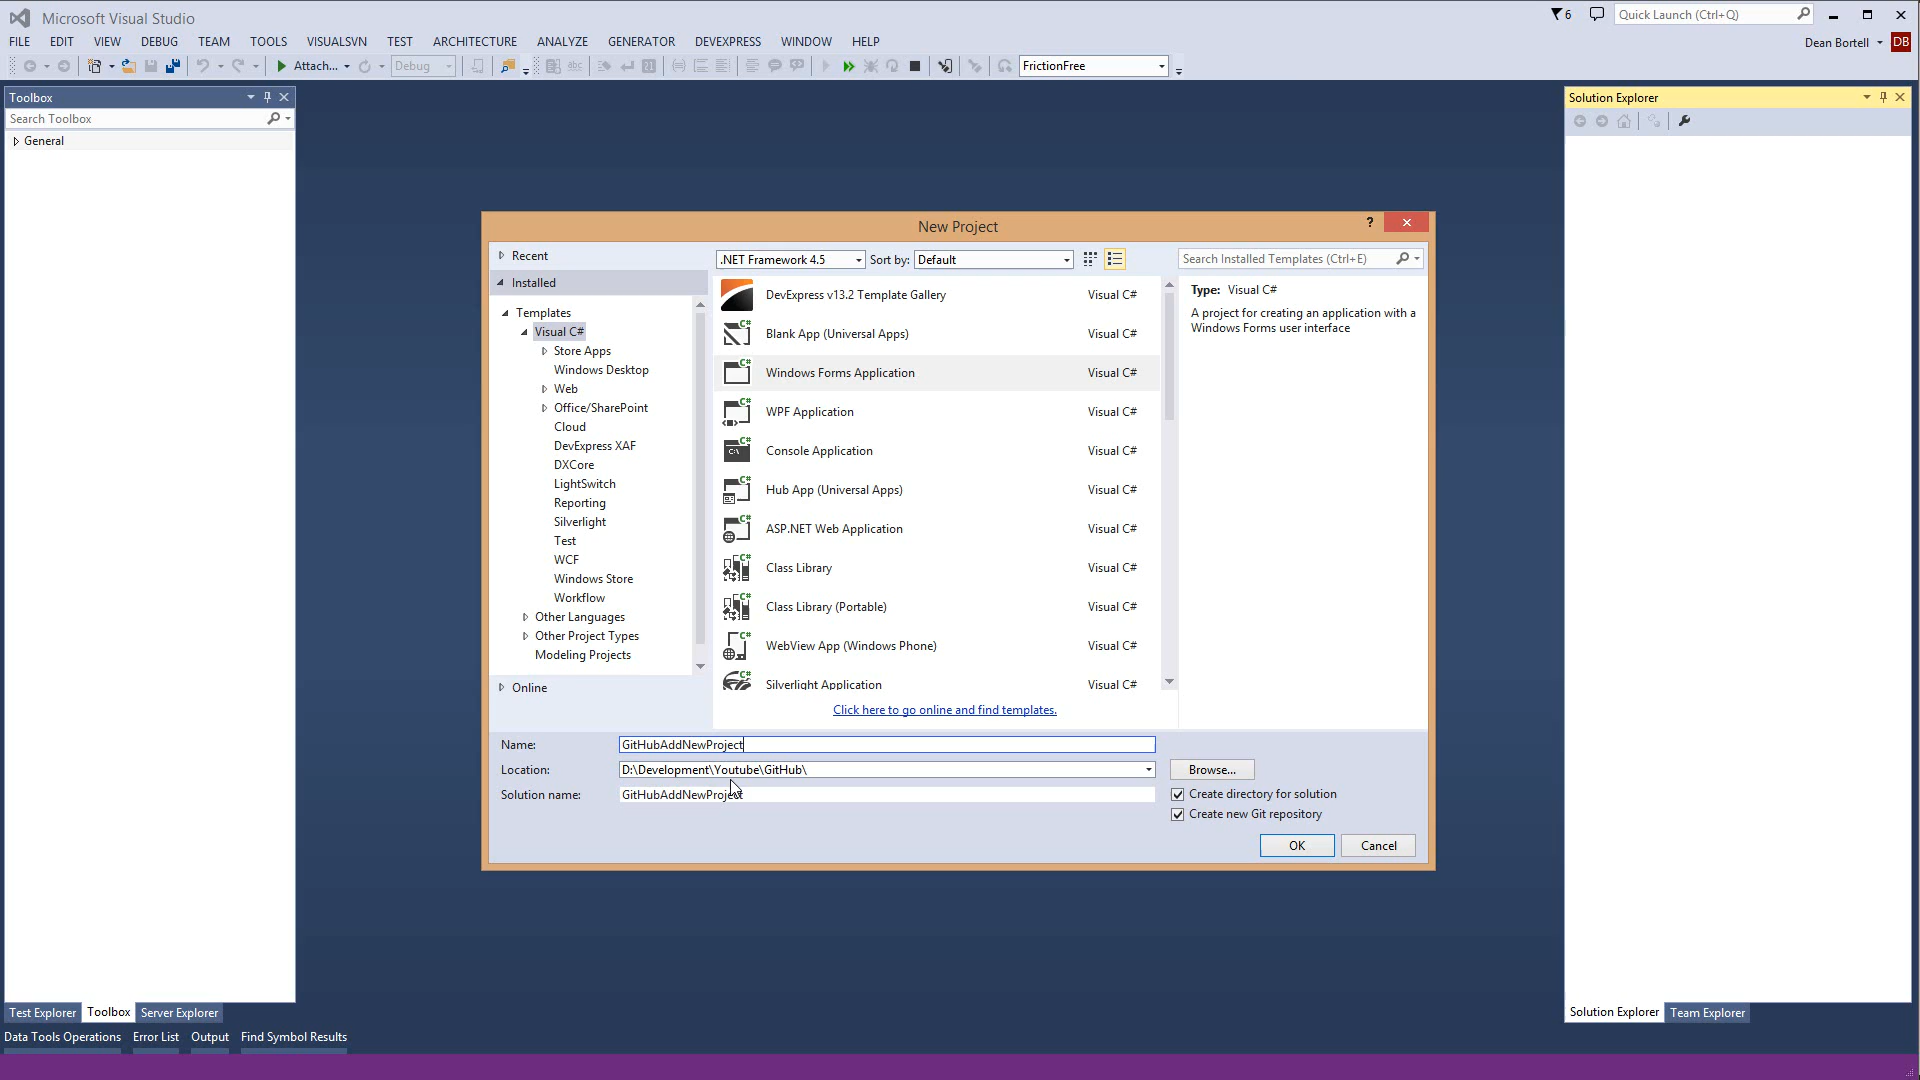 Microsoft Visual Studio
6
Quick Launch (Ctrl+Q)
FILE EDIT VIEW DEBUG TEAM TOOLS VISUALSVN TEST ARCHITECTURE ANALYZE GENERATOR DEVEXPRESS WINDOW HELP
Dean Bortell DB
Attach... Debug FrictionFree
Toolbox
Search Toolbox
General
Solution Explorer
New Project
?
Recent
Installed
Templates
Visual C#
Store Apps
Windows Desktop
Web
Office/SharePoint
Cloud
DevExpress XAF
DXCore
LightSwitch
Reporting
Silverlight
Test
WCF
Windows Store
Workflow
Other Languages
Other Project Types
Modeling Projects
Online
.NET Framework 4.5 Sort by: Default
Search Installed Templates (Ctrl+E)
DevExpress v13.2 Template Gallery Visual C#
Blank App (Universal Apps) Visual C#
Windows Forms Application Visual C#
WPF Application Visual C#
Console Application Visual C#
Hub App (Universal Apps) Visual C#
ASP.NET Web Application Visual C#
Class Library Visual C#
Class Library (Portable) Visual C#
WebView App (Windows Phone) Visual C#
Silverlight Application Visual C#
Click here to go online and find templates.
Type: Visual C#
A project for creating an application with a
Windows Forms user interface
Name: GitHubAddNewProject
Location: D:\Development\Youtube\GitHub\
Browse...
Solution name: GitHubAddNewProject
Create directory for solution
Create new Git repository
OK Cancel
Test Explorer Toolbox Server Explorer
Solution Explorer Team Explorer
Data Tools Operations Error List Output Find Symbol Results